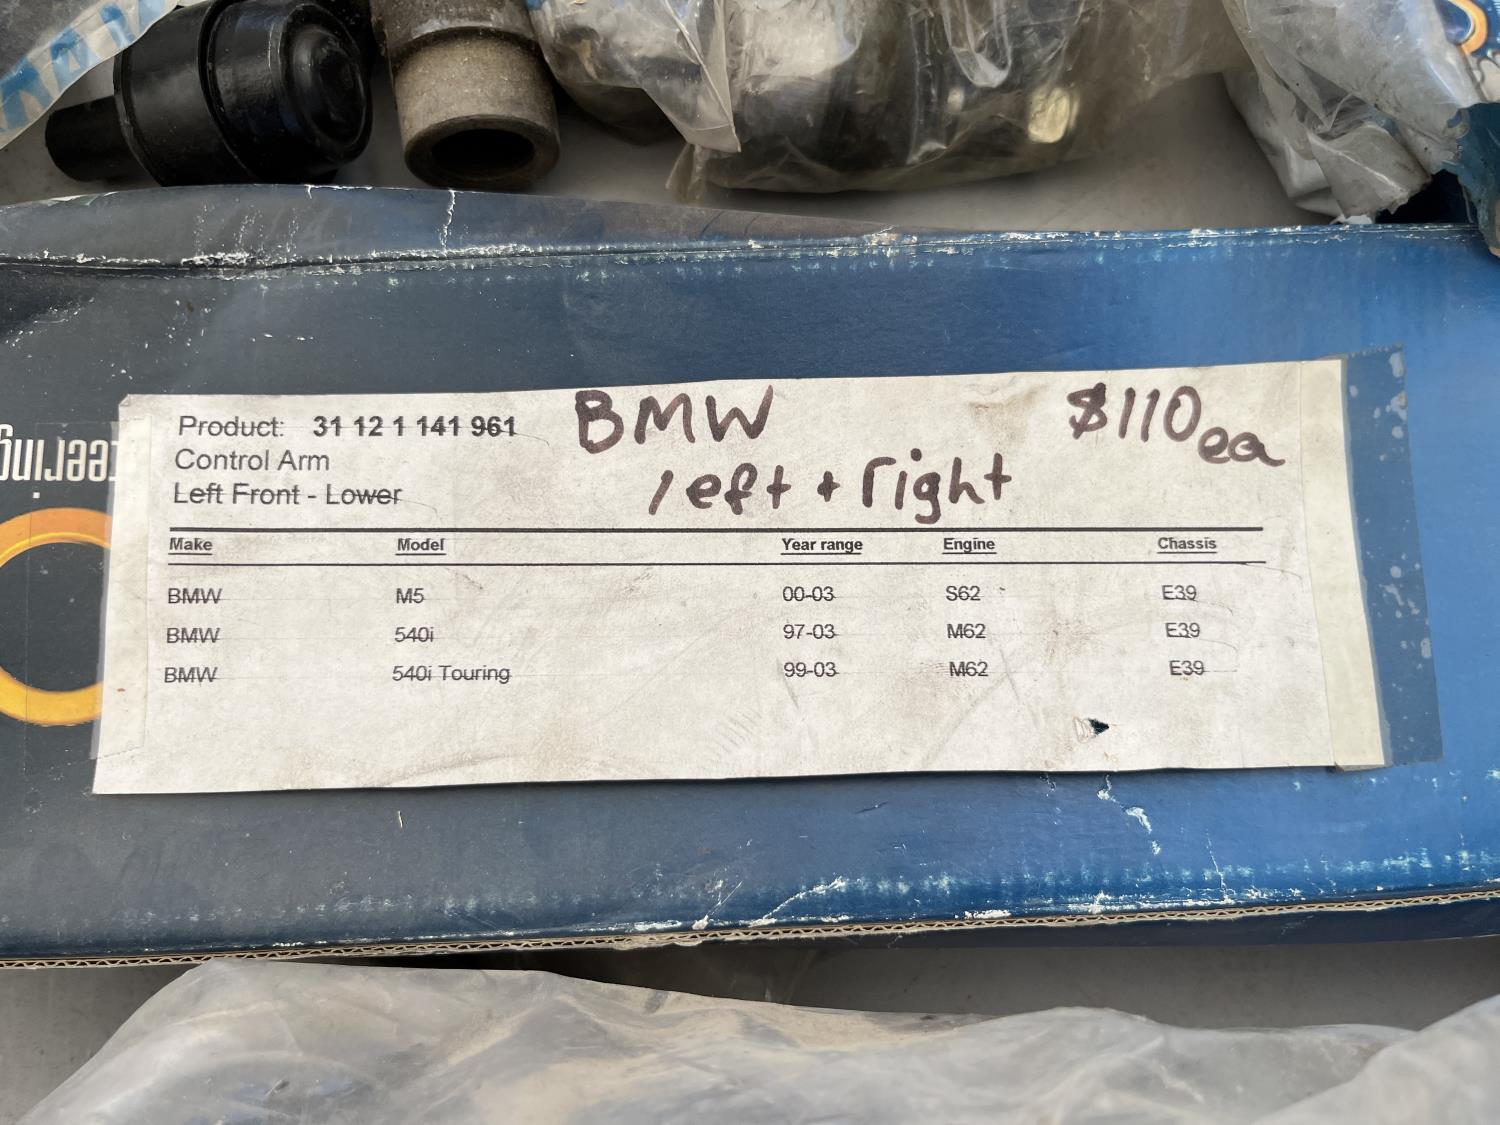 Product: 31 12 1 141 961
Control Arm
Left Front - Lower
BMW
left + right
$110 ea
Make Model Year range Engine Chassis
BMW M5 00-03 S62 E39
BMW 540i 97-03 M62 E39
BMW 540i Touring 99-03 M62 E39